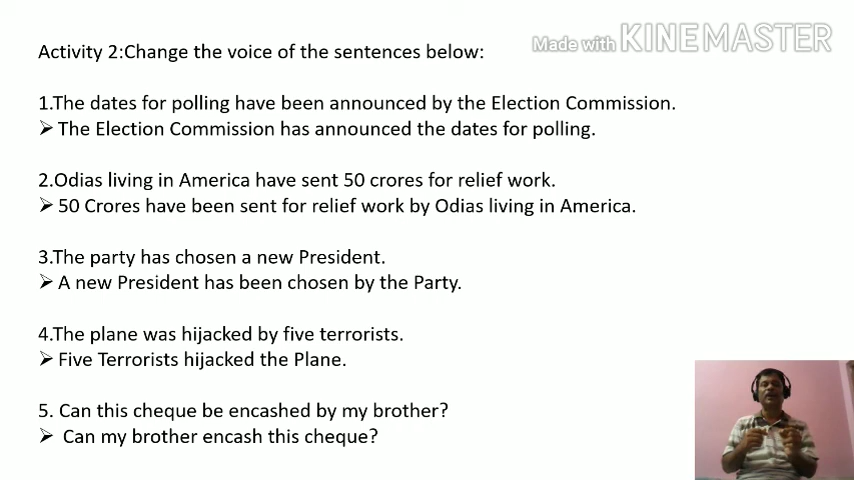 Made with KINEMASTER
Activity 2:Change the voice of the sentences below:
1.The dates for polling have been announced by the Election Commission.
➢ The Election Commission has announced the dates for polling.
2.Odias living in America have sent 50 crores for relief work.
➢ 50 Crores have been sent for relief work by Odias living in America.
3.The party has chosen a new President.
➢ A new President has been chosen by the Party.
4.The plane was hijacked by five terrorists.
➢ Five Terrorists hijacked the Plane.
5. Can this cheque be encashed by my brother?
➢ Can my brother encash this cheque?